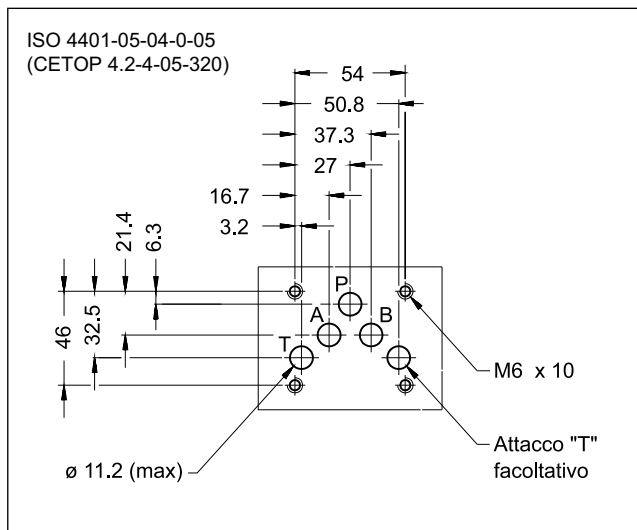 ISO 4401-05-04-0-05
(CETOP 4.2-4-05-320)
54
50.8
37.3
27
16.7
3.2
21.4
6.3
46
32.5
P
A
B
T
M6 x 10
ø 11.2 (max)
Attacco "T"
facoltativo